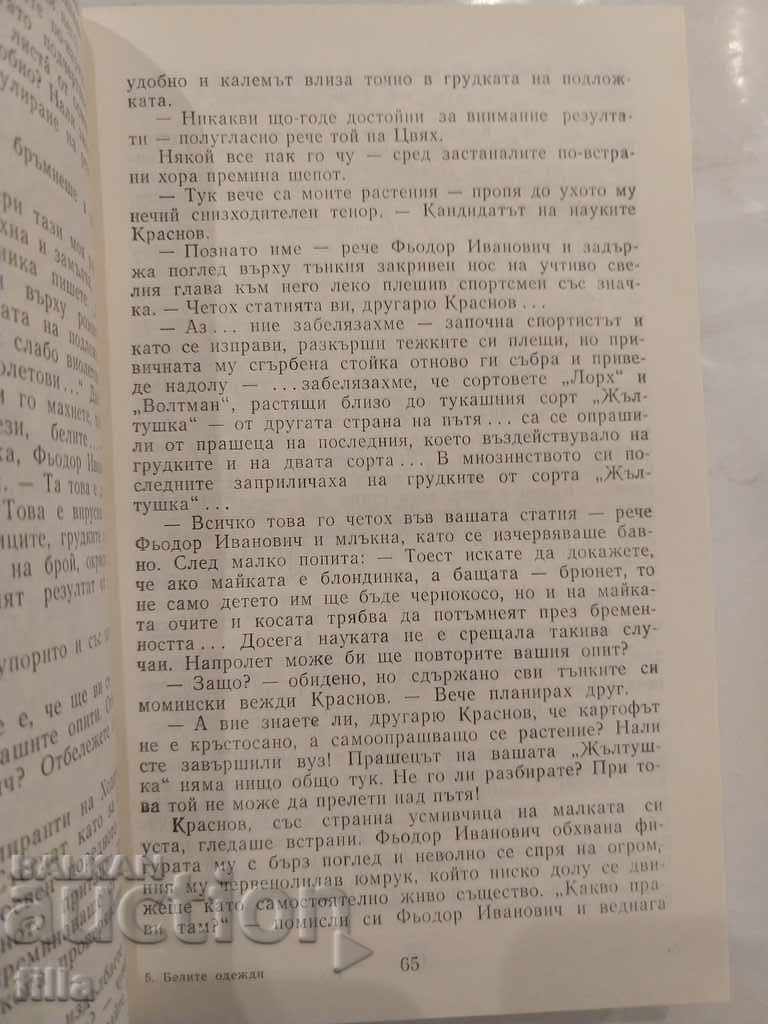 удобно и калемът влиза точно в грудката на подлож-
ката.
— Никакви що-годе достойни за внимание резулта-
ти — полугласно рече той на Цвях.
Някой все пак го чу — сред застаналите по-встра-
ни хора премина шепот.
— Тук вече са моите растения — пропя до ухото му
нечий снизходителен тенор. — Кандидатът на науките
Краснов.
— Познато име — рече Фьодор Иванович и задър-
жа поглед върху тънкия закривен нос на учтиво све-
лия глава към него леко плешив спортсмен със знач-
ка. — Четох статията ви, другарю Краснов...
— Аз... ние забелязахме — започна спортистът и
като се изправи, разкърши тежките си плещи, но при-
вичната му сгърбена стойка отново ги събра и приве-
де надолу — ...забелязахме, че сортовете „Лорх“ и
„Волтман“, растящи близо до тукашния сорт „Жъл-
тушка“ — от другата страна на пътя... са се опраши-
ли от прашеца на последния, което въздействувало на
грудките и на двата сорта... В мнозинството си по-
следните заприличаха на грудките от сорта „Жъл-
тушка“...
— Всичко това го четох във вашата статия — рече
Фьодор Иванович и млъкна, като се изчервяваше бав-
но. След малко попита: — Тоест искате да докажете,
че ако майката е блондинка, а бащата — брюнет, то
не само детето им ще бъде чернокосо, но и на майка-
та очите и косата трябва да потъмнеят през бремен-
ността... Досега науката не е срещала такива слу-
чаи. Напролет може би ще повторите вашия опит?
— Защо? — обидено, но сдържано сви тънките си
момински вежди Краснов. — Вече планирах друг.
— А вие знаете ли, другарю Краснов, че картофът
не е кръстосано, а самоопрашващо се растение? Нали
сте завършили вуз! Прашецът на вашата „Жълтуш-
ка“ няма нищо общо тук. Не го ли разбирате? При то-
ва той не може да прелети над пътя!
Краснов, със странна усмивчица на малката си
уста, гледаше встрани. Фьодор Иванович обхвана фи-
гурата му с бърз поглед и неволно се спря на огром,
ния му червенолилав юмрук, който ниско долу се дви-
жеше като самостоятелно живо същество. „Какво пра-
ви там?“ — помисли си Фьодор Иванович и веднага
5. Белите одежди
65
BALKAN
auction
filla